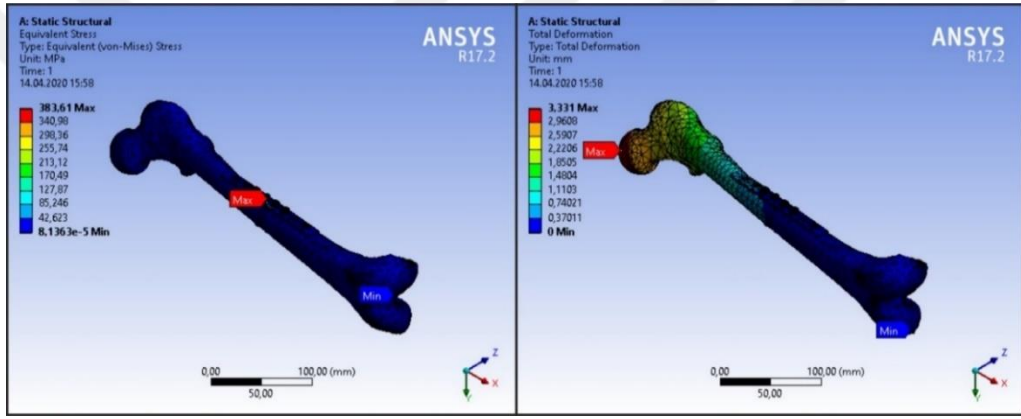 A: Static Structural
Equivalent Stress
Type: Equivalent (von-Mises) Stress
Unit: MPa
Time: 1
14.04.2020 15:58
ANSYS
R17.2
383,61 Max
340,98
298,36
255,74
213,12
170,49
127,87
85,246
42,623
8,1363e-5 Min
Max
Min
0,00
100,00 (mm)
50,00
Z
X
Y
A: Static Structural
Total Deformation
Type: Total Deformation
Unit: mm
Time: 1
14.04.2020 15:58
ANSYS
R17.2
3,331 Max
2,9608
2,5907
2,2206
1,8505
1,4804
1,1103
0,74021
0,37011
0 Min
Max
Min
0,00
100,00 (mm)
50,00
Z
X
Y